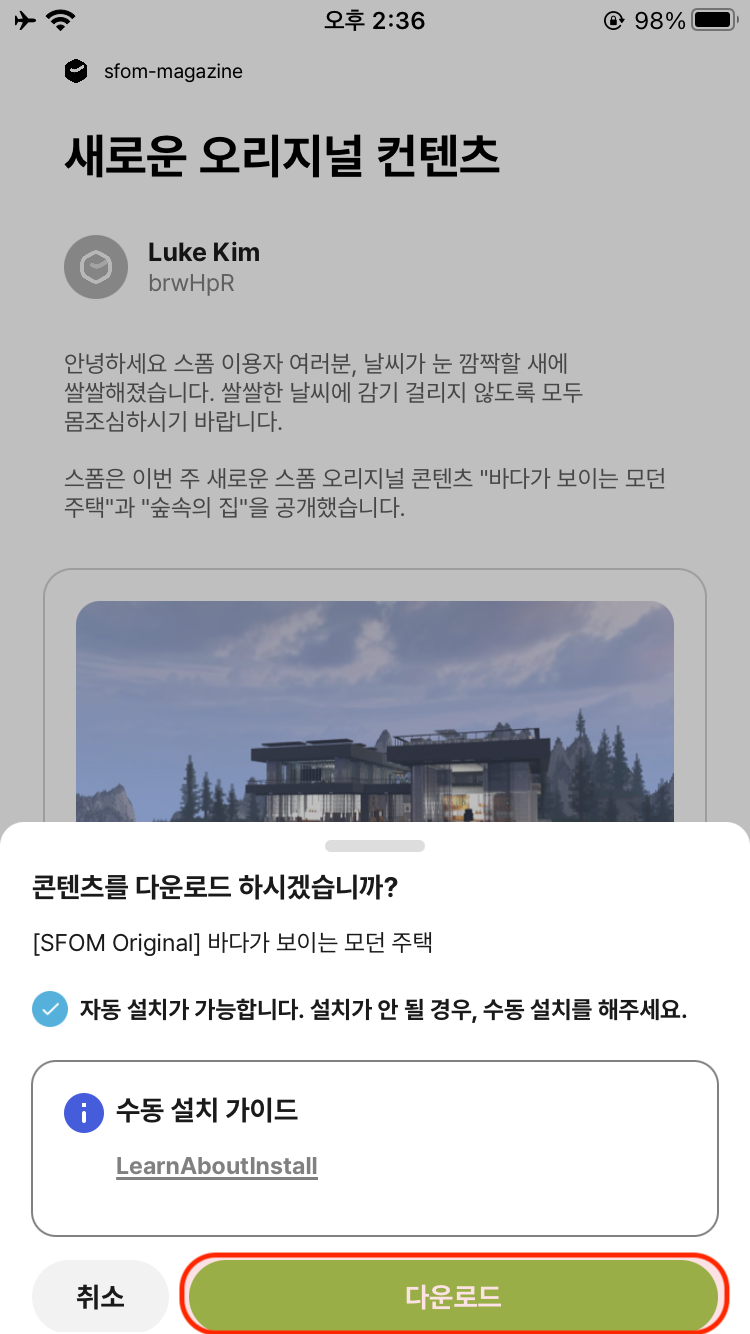 오후 2:36
98%
sfom-magazine
새로운 오리지널 컨텐츠
Luke Kim
brwHpR
안녕하세요 스폼 이용자 여러분, 날씨가 눈 깜짝할 새에
쌀쌀해졌습니다. 쌀쌀한 날씨에 감기 걸리지 않도록 모두
몸조심하시기 바랍니다.
스폼은 이번 주 새로운 스폼 오리지널 콘텐츠 "바다가 보이는 모던
주택"과 "숲속의 집"을 공개했습니다.
콘텐츠를 다운로드 하시겠습니까?
[SFOM Original] 바다가 보이는 모던 주택
자동 설치가 가능합니다. 설치가 안 될 경우, 수동 설치를 해주세요.
수동 설치 가이드
LearnAboutInstall
취소
다운로드